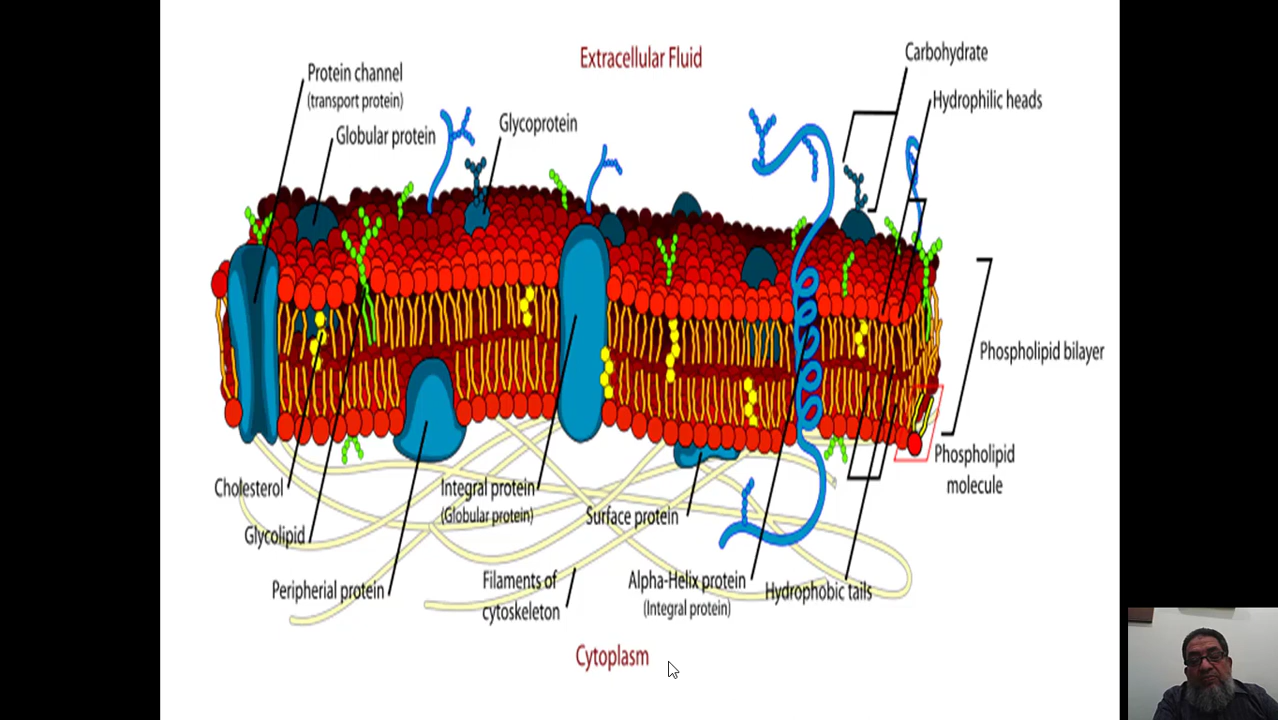 Extracellular Fluid
Carbohydrate
Protein channel
(transport protein)
Hydrophilic heads
Globular protein
Glycoprotein
Phospholipid bilayer
Phospholipid
molecule
Cholesterol
Integral protein
(Globular protein)
Surface protein
Glycolipid
Peripherial protein
Filaments of
cytoskeleton
Alpha-Helix protein
(Integral protein)
Hydrophobic tails
Cytoplasm